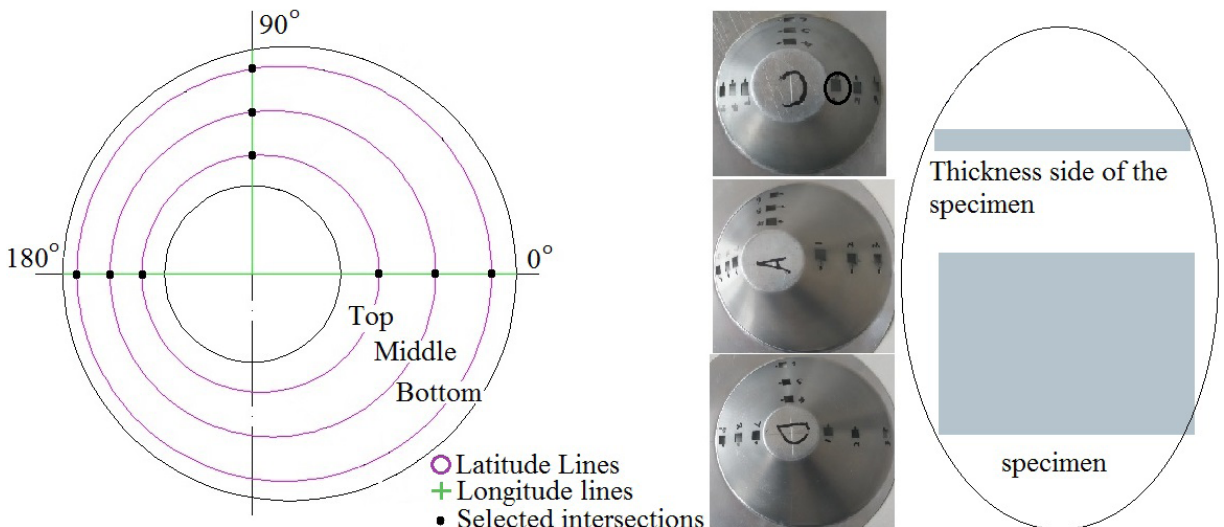 90°
180°
0°
Top
Middle
Bottom
Latitude Lines
Longitude lines
Selected intersections
C
A
D
Thickness side of the
specimen
specimen